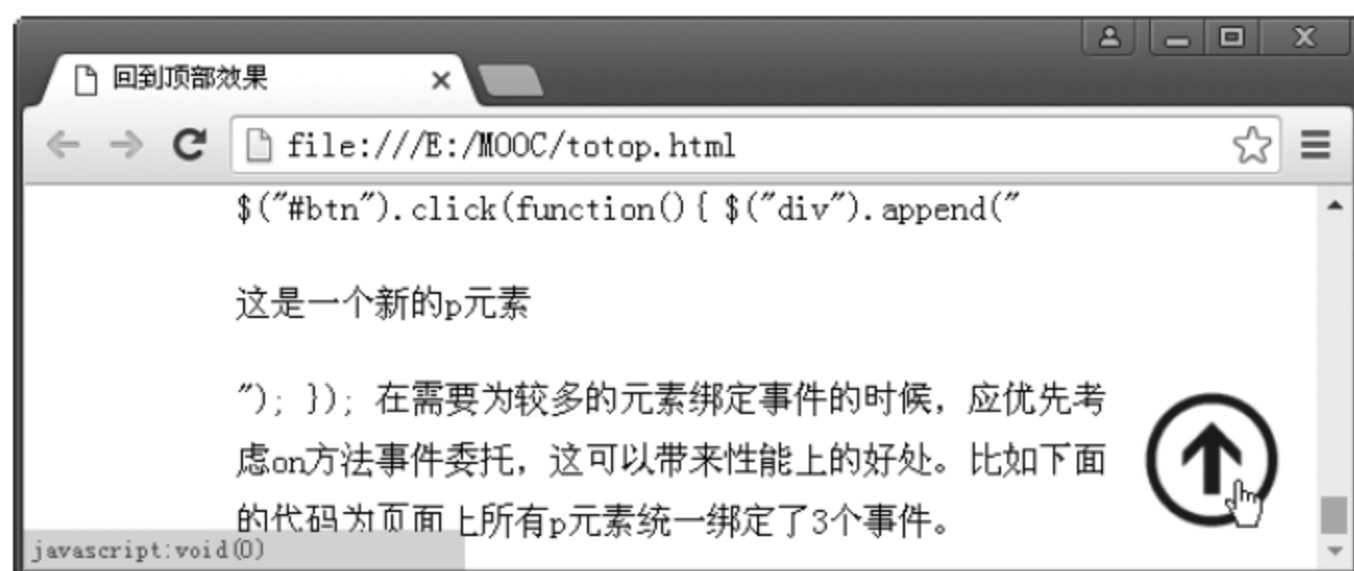 回到顶部效果
file:///E:/MOOC/totop.html
$("#btn").click(function(){ $("div").append("
这是一个新的p元素
"); }); 在需要为较多的元素绑定事件的时候，应优先考
虑on方法事件委托，这可以带来性能上的好处。比如下面
的代码为页面上所有p元素统一绑定了3个事件。
javascript:void(0)